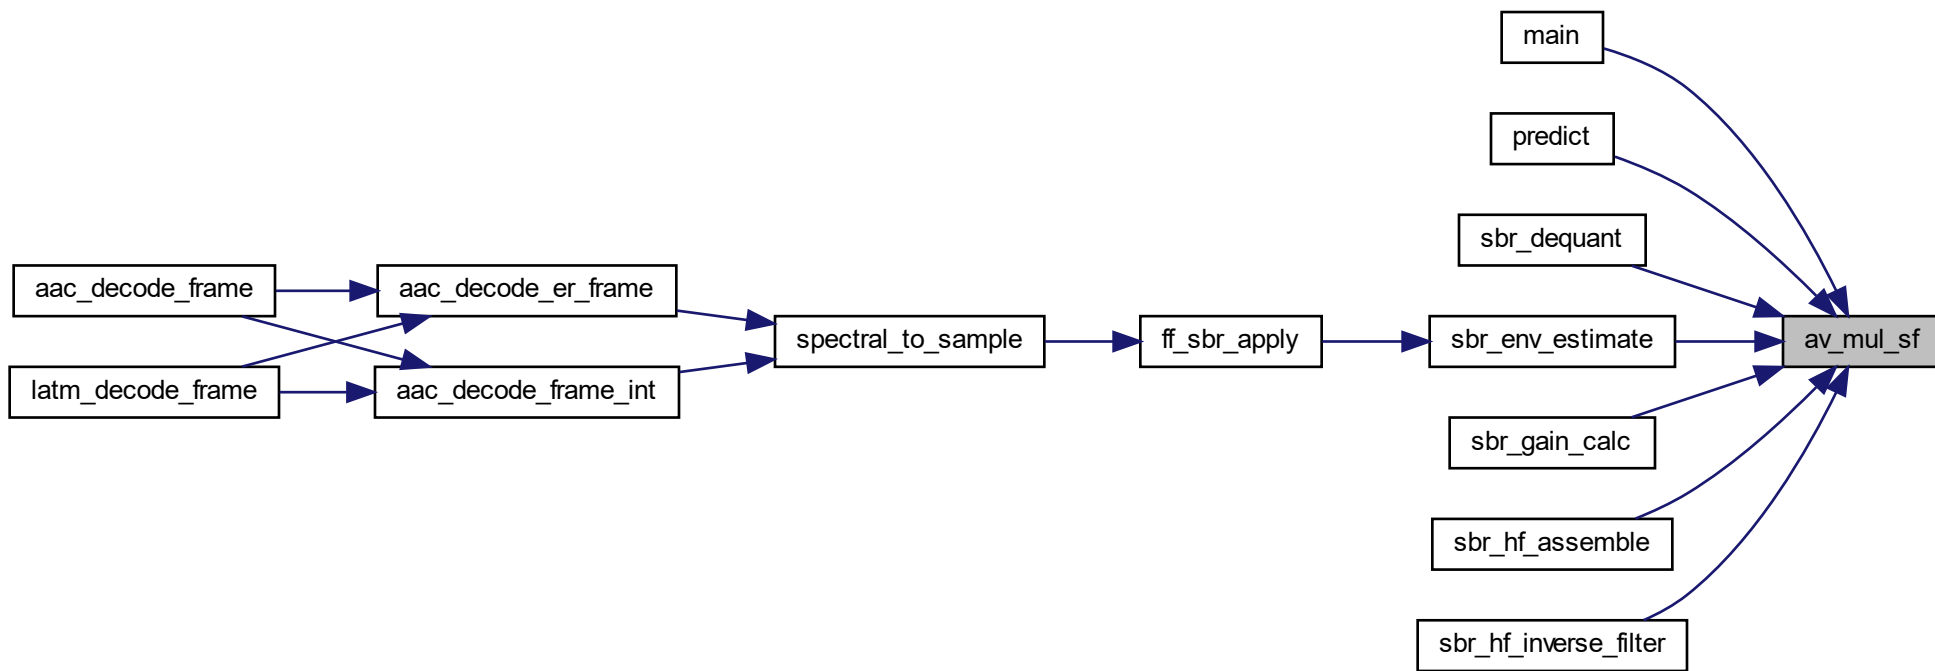 main
predict
sbr_dequant
aac_decode_frame
aac_decode_er_frame
spectral_to_sample
ff_sbr_apply
sbr_env_estimate
av_mul_sf
latm_decode_frame
aac_decode_frame_int
sbr_gain_calc
sbr_hf_assemble
sbr_hf_inverse_filter